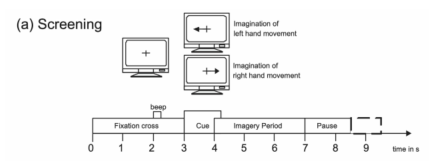 (a) Screening
Imagination of
left hand movement
Imagination of
right hand movement
beep
Fixation cross
Cue
Imagery Period
Pause
0 1 2 3 4 5 6 7 8 9
time in s